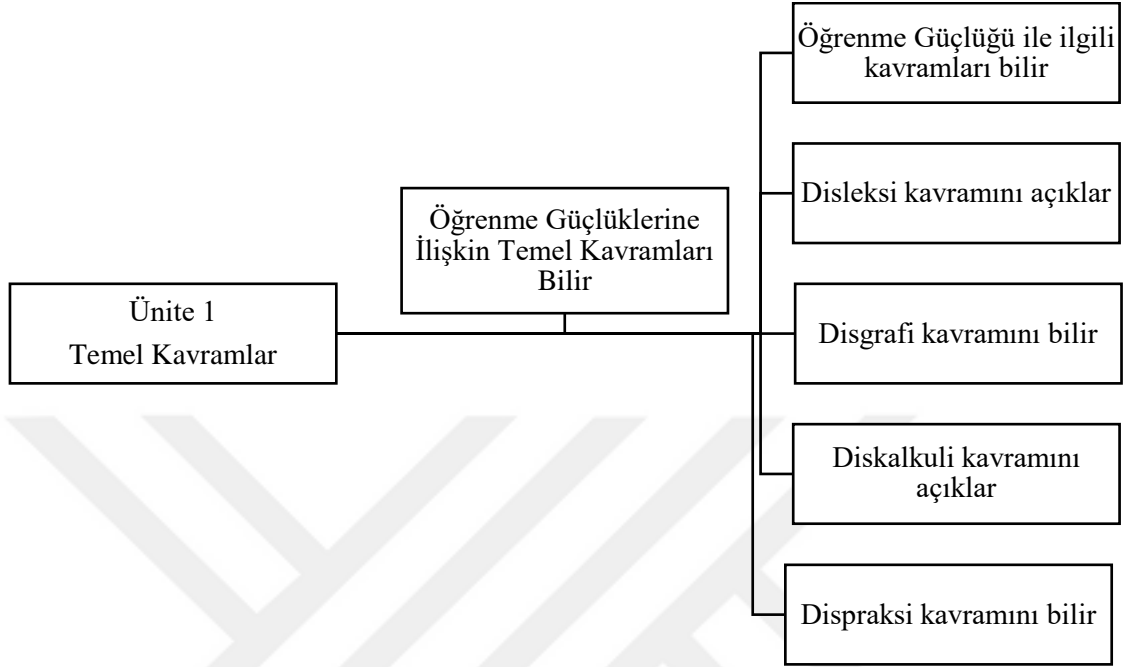 Ünite 1
Temel Kavramlar
Öğrenme Güçlüklerine
İlişkin Temel Kavramları
Bilir
Öğrenme Güçlüğü ile ilgili
kavramları bilir
Disleksi kavramını açıklar
Disgrafi kavramını bilir
Diskalkuli kavramını
açıklar
Dispraksi kavramını bilir